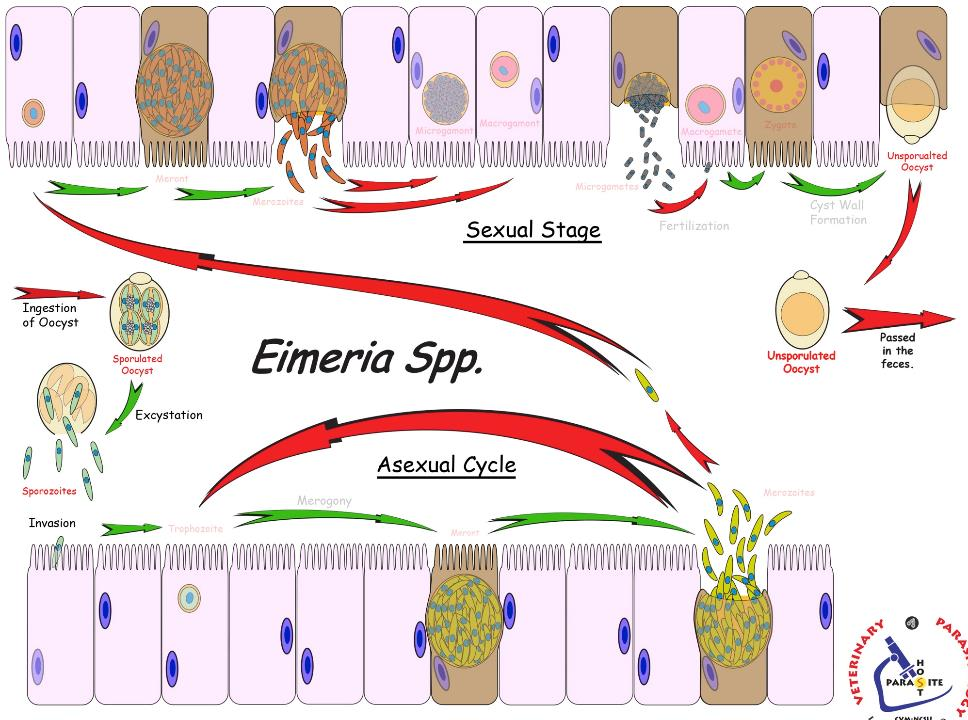 Microgamont
Macrogamont
Macrogamete
Zygote
Unsporualted
Oocyst
Meront
Merozoites
Microgametes
Fertilization
Cyst Wall
Formation
Sexual Stage
Ingestion
of Oocyst
Sporulated
Oocyst
Eimeria Spp.
Unsporulated
Oocyst
Passed
in the
feces.
Excystation
Sporozoites
Asexual Cycle
Invasion
Trophozoite
Merogony
Meront
Merozoites
VETERINARY
HOST
PARASITE